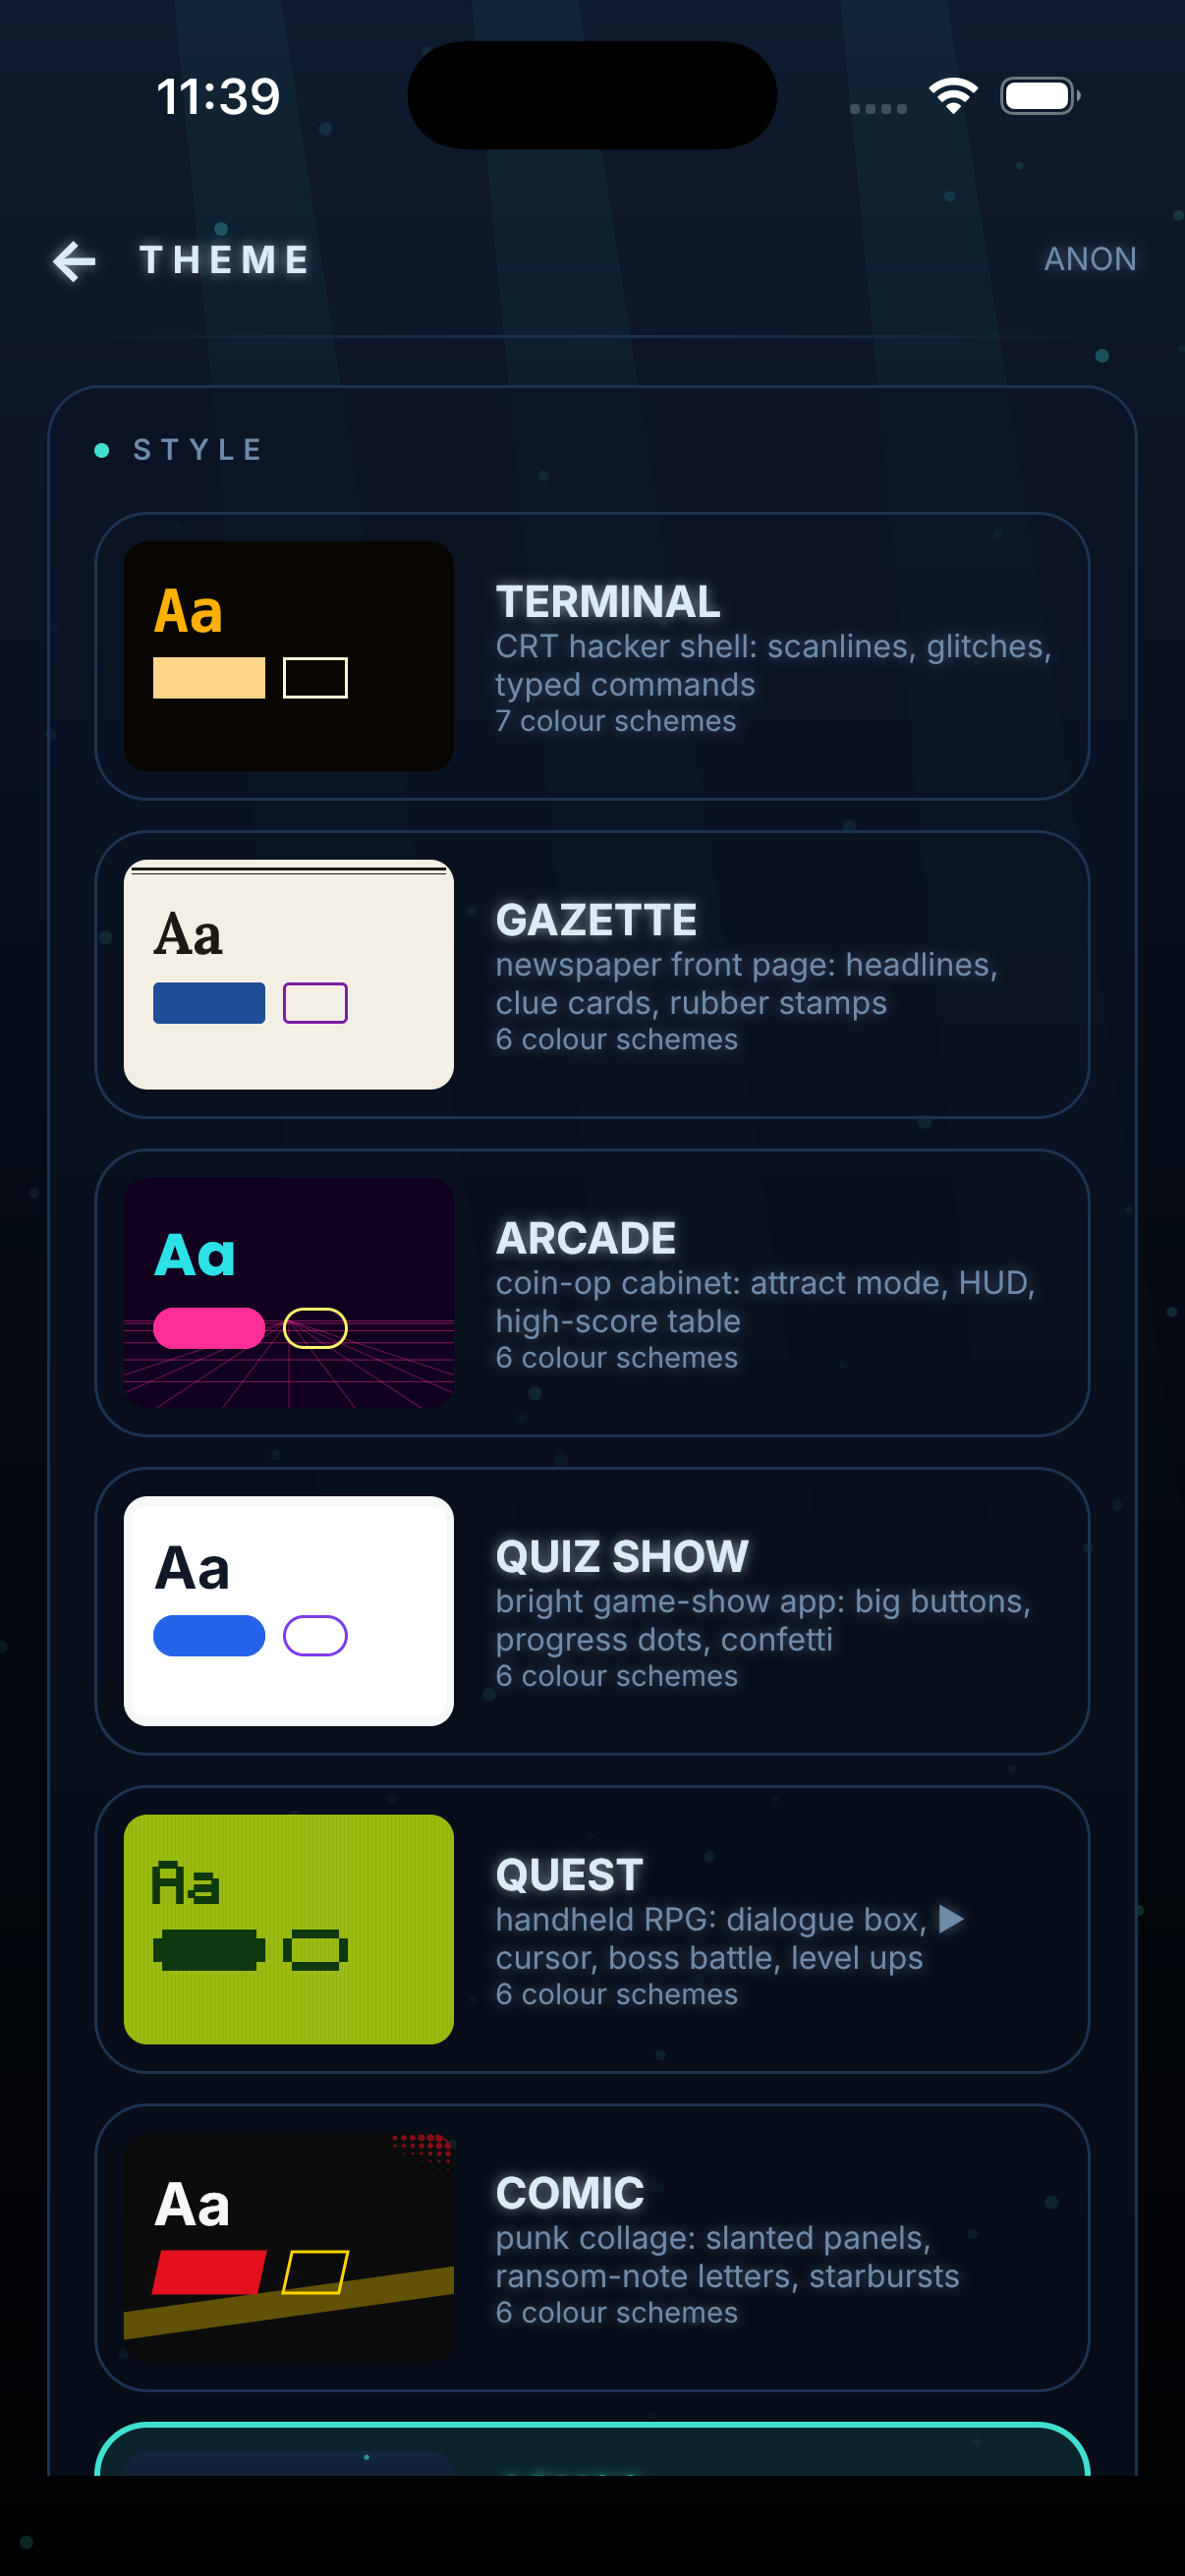 11:39
THEME
ANON
STYLE
Aa
TERMINAL
CRT hacker shell: scanlines, glitches,
typed commands
7 colour schemes
Aa
GAZETTE
newspaper front page: headlines,
clue cards, rubber stamps
6 colour schemes
Aa
ARCADE
coin-op cabinet: attract mode, HUD,
high-score table
6 colour schemes
Aa
QUIZ SHOW
bright game-show app: big buttons,
progress dots, confetti
6 colour schemes
Aa
QUEST
handheld RPG: dialogue box, ▶
cursor, boss battle, level ups
6 colour schemes
Aa
COMIC
punk collage: slanted panels,
ransom-note letters, starbursts
6 colour schemes